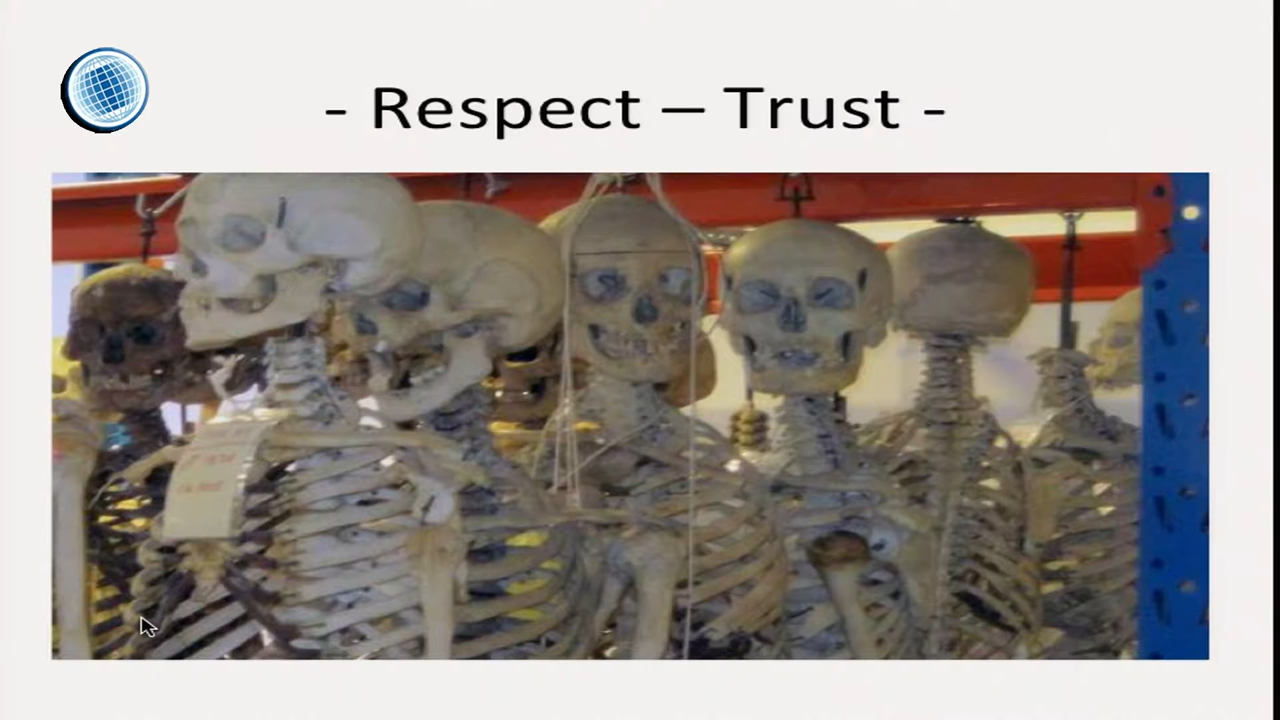 - Respect – Trust -